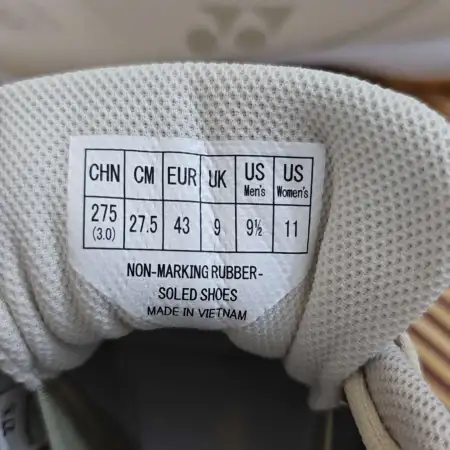 CHN CM EUR UK US Men's US Women's
275 (3.0) 27.5 43 9 9½ 11
NON-MARKING RUBBER-
SOLED SHOES
MADE IN VIETNAM